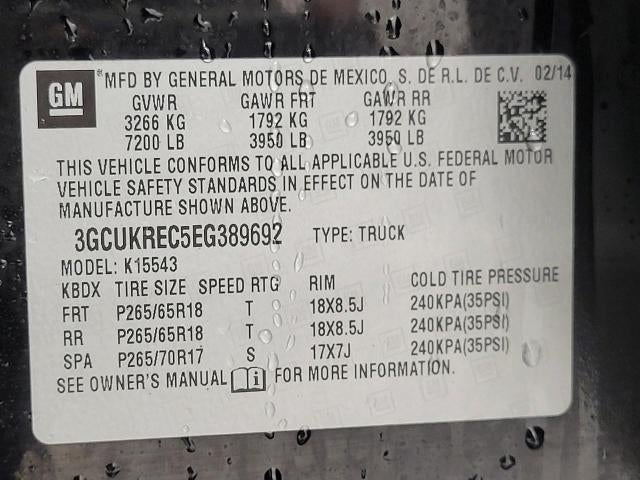 GM ®MFD BY GENERAL MOTORS DE MEXICO, S. DE R.L. DE C.V. 02/14
GVWR GAWR FRT GAWR RR
3266 KG 1792 KG 1792 KG
7200 LB 3950 LB 3950 LB
THIS VEHICLE CONFORMS TO ALL APPLICABLE U.S. FEDERAL MOTOR
VEHICLE SAFETY STANDARDS IN EFFECT ON THE DATE OF
MANUFACTURE SHOWN ABOVE.
3GCUKREC5EG389692 TYPE: TRUCK
MODEL: K15543
KBDX TIRE SIZE SPEED RTG RIM COLD TIRE PRESSURE
FRT P265/65R18 T 18X8.5J 240KPA(35PSI)
RR P265/65R18 T 18X8.5J 240KPA(35PSI)
SPA P265/70R17 S 17X7J 240KPA(35PSI)
SEE OWNER'S MANUAL FOR MORE INFORMATION.